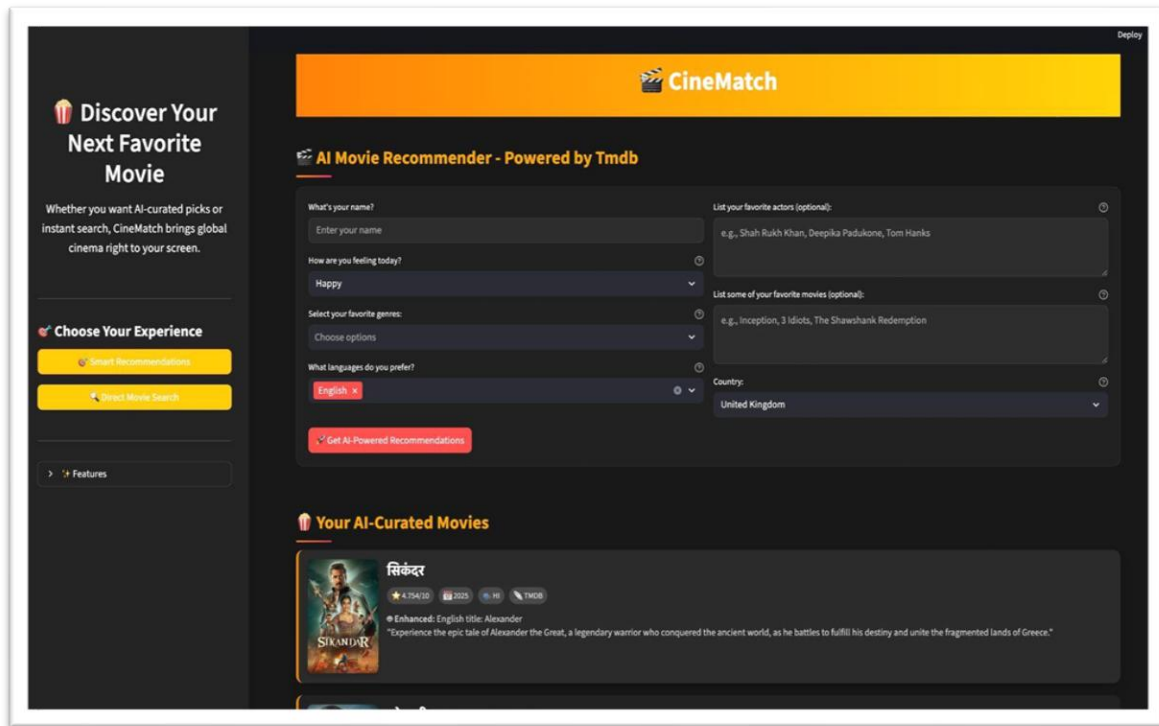 Deploy
🍿 Discover Your
Next Favorite
Movie
Whether you want AI-curated picks or
instant search, CineMatch brings global
cinema right to your screen.
🎯 Choose Your Experience
🎯 Smart Recommendations
🔍 Direct Movie Search
> ✨ Features
🎬 CineMatch
🎬 AI Movie Recommender - Powered by Tmdb
What's your name?
Enter your name
How are you feeling today?
Happy
Select your favorite genres:
Choose options
What languages do you prefer?
English ×
List your favorite actors (optional):
e.g., Shah Rukh Khan, Deepika Padukone, Tom Hanks
List some of your favorite movies (optional):
e.g., Inception, 3 Idiots, The Shawshank Redemption
Country:
United Kingdom
🚀 Get AI-Powered Recommendations
🍿 Your AI-Curated Movies
SIKANDAR
सिकंदर
⭐ 4.754/10 📅 2025 HI TMDB
Enhanced: English title: Alexander
"Experience the epic tale of Alexander the Great, a legendary warrior who conquered the ancient world, as he battles to fulfill his destiny and unite the fragmented lands of Greece."